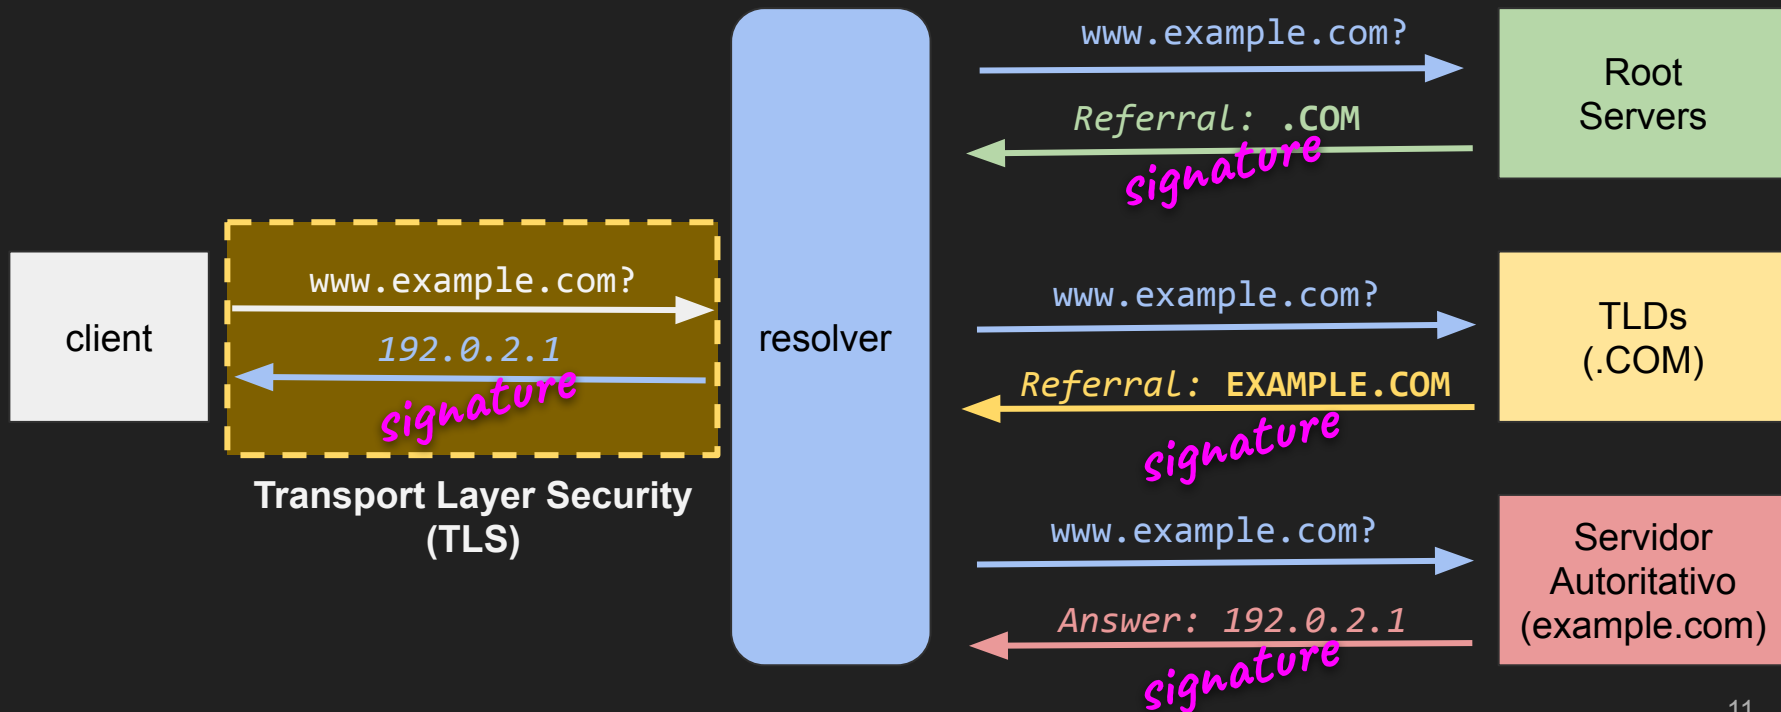 www.example.com?
Referral: .COM
signature
Root
Servers
client
www.example.com?
192.0.2.1
signature
Transport Layer Security
(TLS)
resolver
www.example.com?
Referral: EXAMPLE.COM
signature
TLDs
(.COM)
www.example.com?
Answer: 192.0.2.1
signature
Servidor
Autoritativo
(example.com)
11